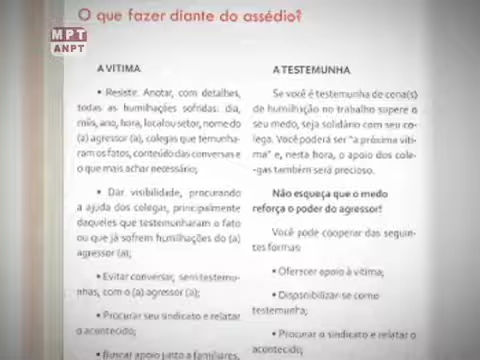 O que fazer diante do assédio?
MPT
ANPT
A VÍTIMA
• Resistir. Anotar, com detalhes,
todas as humilhações sofridas: dia,
mês, ano, hora, local ou setor, nome do
(a) agressor (a), colegas que temunha-
ram os fatos, conteúdo das conversas e
o que mais achar necessário;
• Dar visibilidade, procurando
a ajuda dos colegas, principalmente
daqueles que testemunharam o fato
ou que já sofrem humilhações do (a)
agressor (a);
• Evitar conversar, sem testemu-
nhas, com o (a) agressor (a);
• Procurar seu sindicato e relatar
o acontecido;
• Buscar apoio junto a familiares,
A TESTEMUNHA
Se você é testemunha de cena(s)
de humilhação no trabalho supere o
seu medo, seja solidário com seu co-
lega. Você poderá ser "a próxima víti-
ma" e, nesta hora, o apoio dos cole-
-gas também será precioso.
Não esqueça que o medo
reforça o poder do agressor!
Você pode cooperar das seguin-
tes formas:
• Oferecer apoio à vítima;
• Disponibilizar-se como
testemunha;
• Procurar o sindicato e relatar o
acontecido;